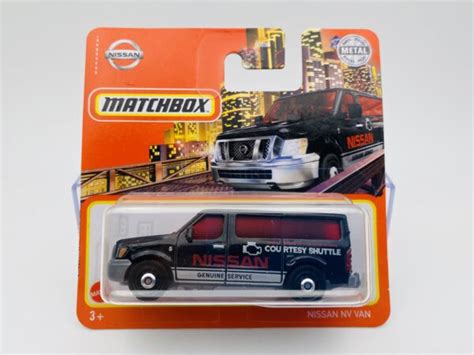 NISSAN
METAL
MATCHBOX
NISSAN
NISSAN
COURTESY SHUTTLE
GENUINE SERVICE
3+
NISSAN NV VAN